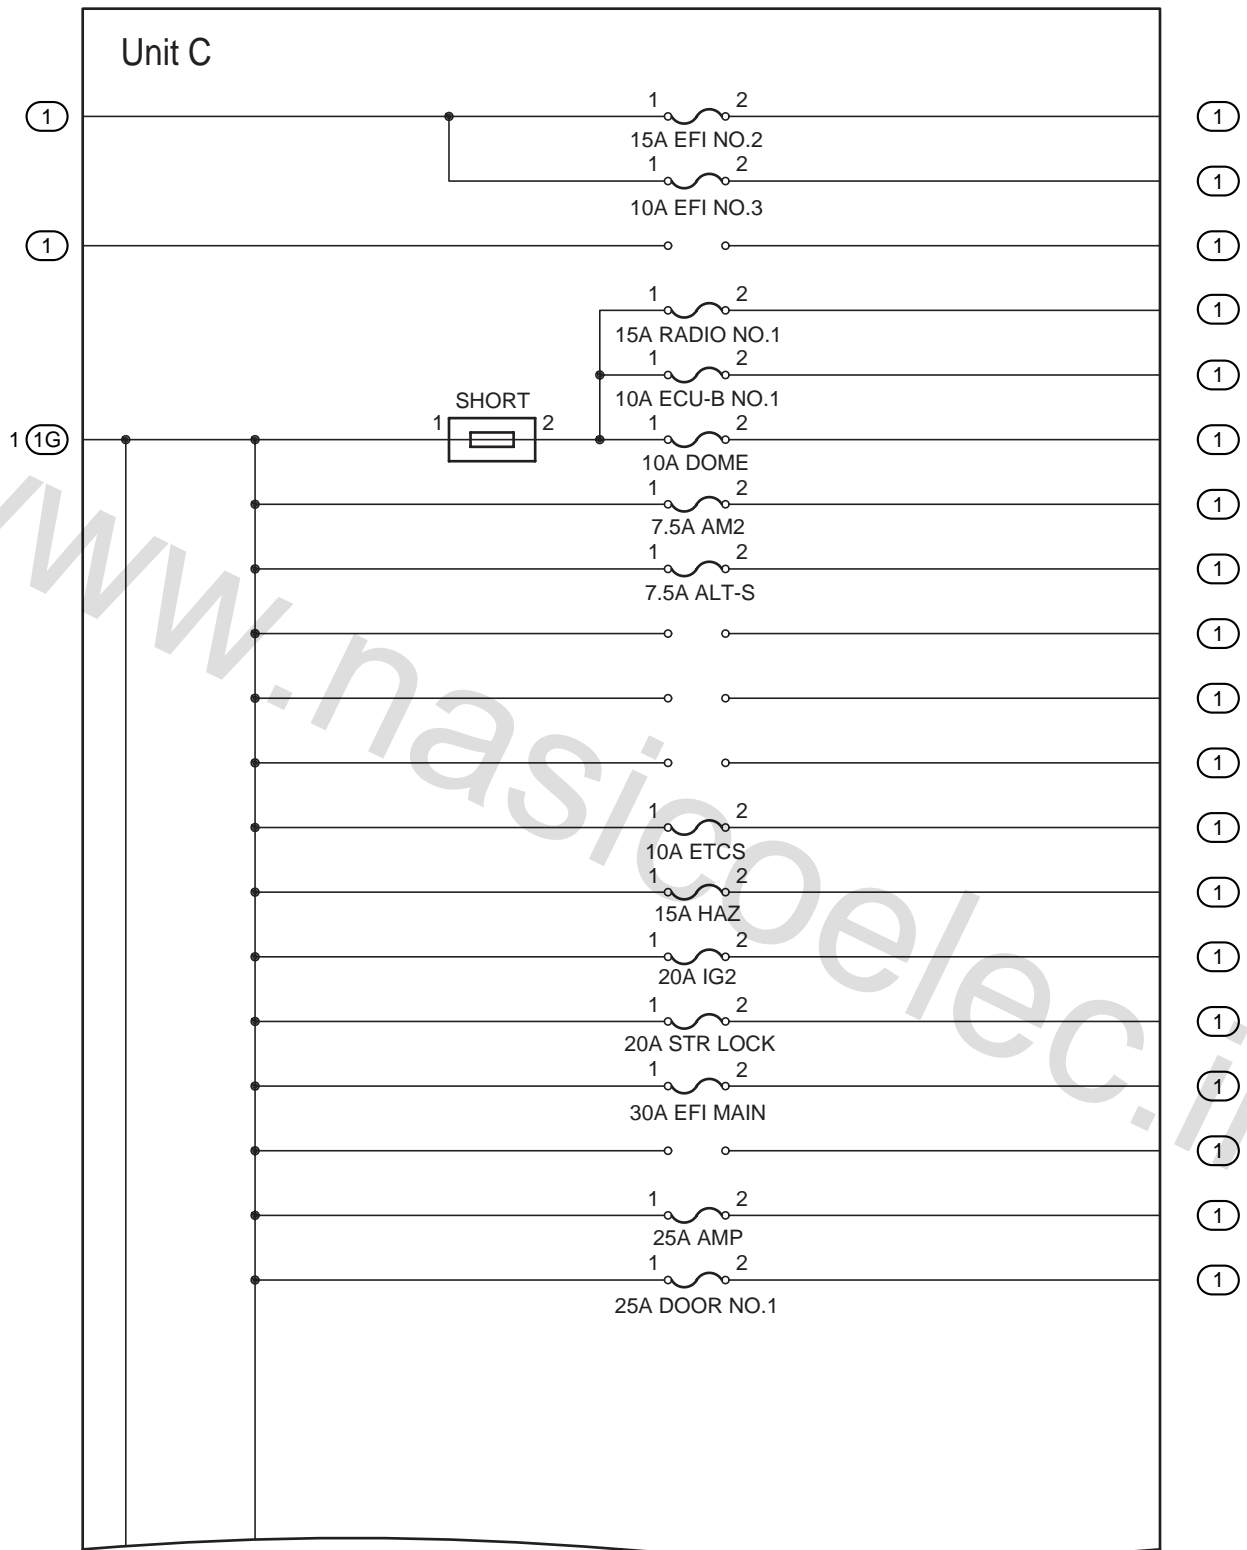 Unit C
1 1 2 1
15A EFI NO.2
1 2 1
10A EFI NO.3
1 1
1 2 1
15A RADIO NO.1
1 2 1
10A ECU-B NO.1
SHORT
1 1G 1 2 1 2 1
10A DOME
1 2 1
7.5A AM2
1 2 1
7.5A ALT-S
1
1
1
1 2 1
10A ETCS
1 2 1
15A HAZ
1 2 1
20A IG2
1 2 1
20A STR LOCK
1 2 1
30A EFI MAIN
1
1 2 1
25A AMP
1 2 1
25A DOOR NO.1
www.nasicoelec.ir